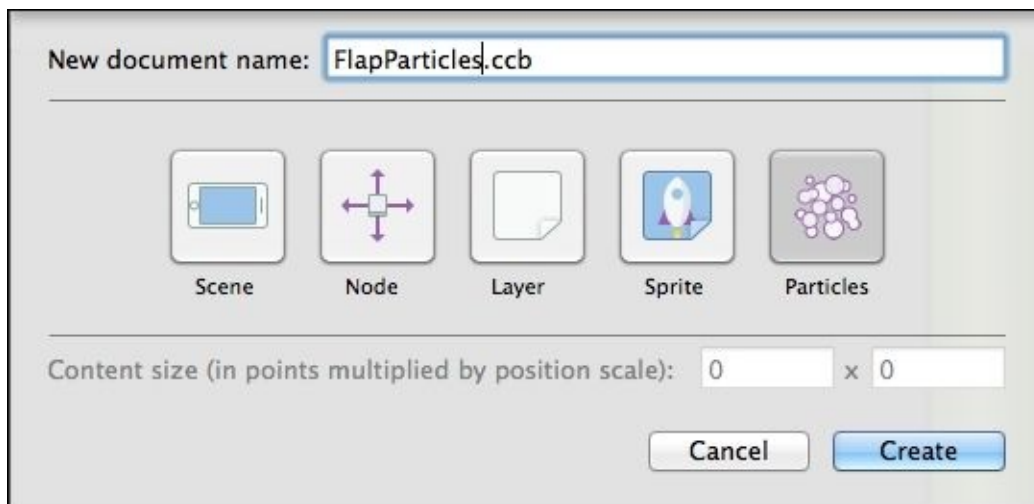 New document name: FlapParticles.ccb
Scene Node Layer Sprite Particles
Content size (in points multiplied by position scale): 0 x 0
Cancel Create